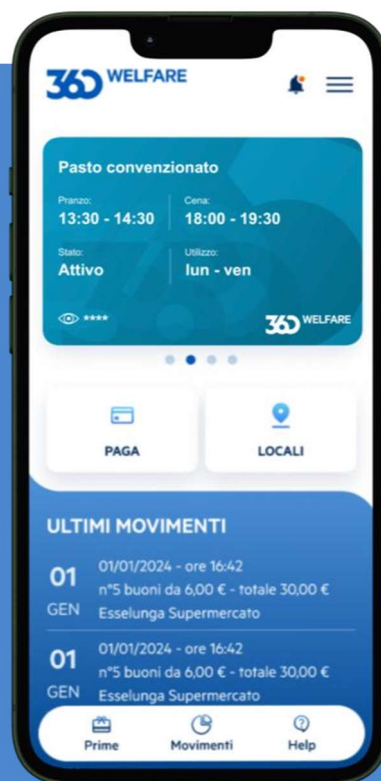 360 WELFARE
Pasto convenzionato
Pranzo: Cena:
13:30 - 14:30 18:00 - 19:30
Stato: Utilizzo:
Attivo lun - ven
****
360 WELFARE
PAGA LOCALI
ULTIMI MOVIMENTI
01 01/01/2024 - ore 16:42
n°5 buoni da 6,00 € - totale 30,00 €
GEN Esselunga Supermercato
01 01/01/2024 - ore 16:42
n°5 buoni da 6,00 € - totale 30,00 €
GEN Esselunga Supermercato
Prime Movimenti Help